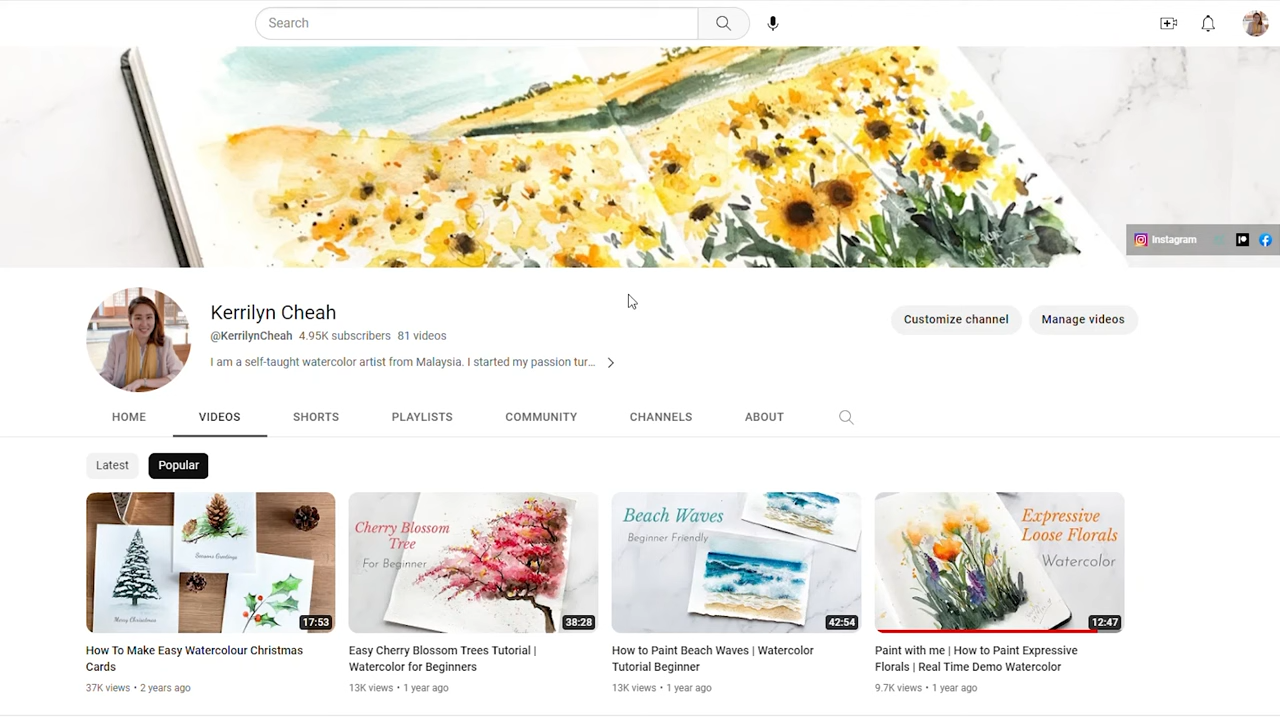 Search
Instagram
Kerrilyn Cheah
@KerrilynCheah 4.95K subscribers 81 videos
I am a self-taught watercolor artist from Malaysia. I started my passion tur...
Customize channel
Manage videos
HOME
VIDEOS
SHORTS
PLAYLISTS
COMMUNITY
CHANNELS
ABOUT
Latest
Popular
Seasons Greetings
Merry Christmas
17:53
Cherry Blossom
Tree
For Beginner
38:28
Beach Waves
Beginner Friendly
42:54
Expressive
Loose Florals
Watercolor
12:47
How To Make Easy Watercolour Christmas
Cards
37K views • 2 years ago
Easy Cherry Blossom Trees Tutorial |
Watercolor for Beginners
13K views • 1 year ago
How to Paint Beach Waves | Watercolor
Tutorial Beginner
13K views • 1 year ago
Paint with me | How to Paint Expressive
Florals | Real Time Demo Watercolor
9.7K views • 1 year ago